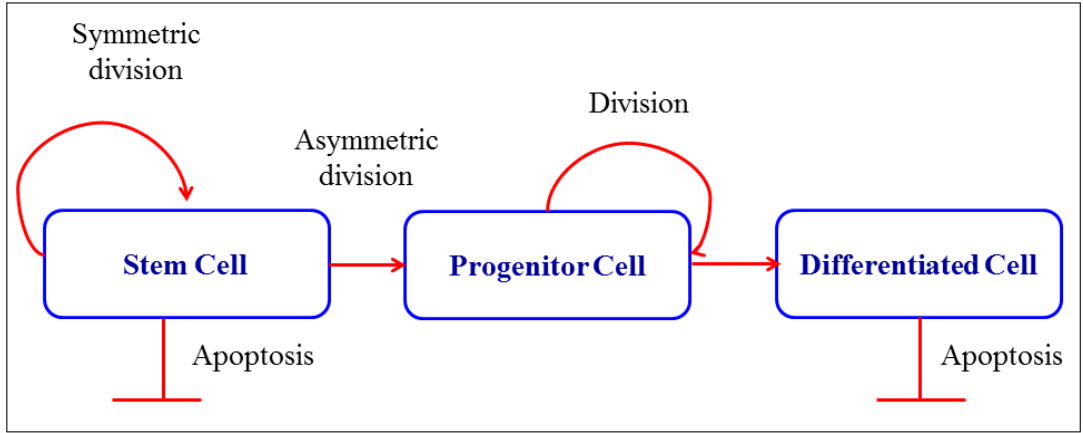 Symmetric
division
Asymmetric
division
Division
Stem Cell
Progenitor Cell
Differentiated Cell
Apoptosis
Apoptosis